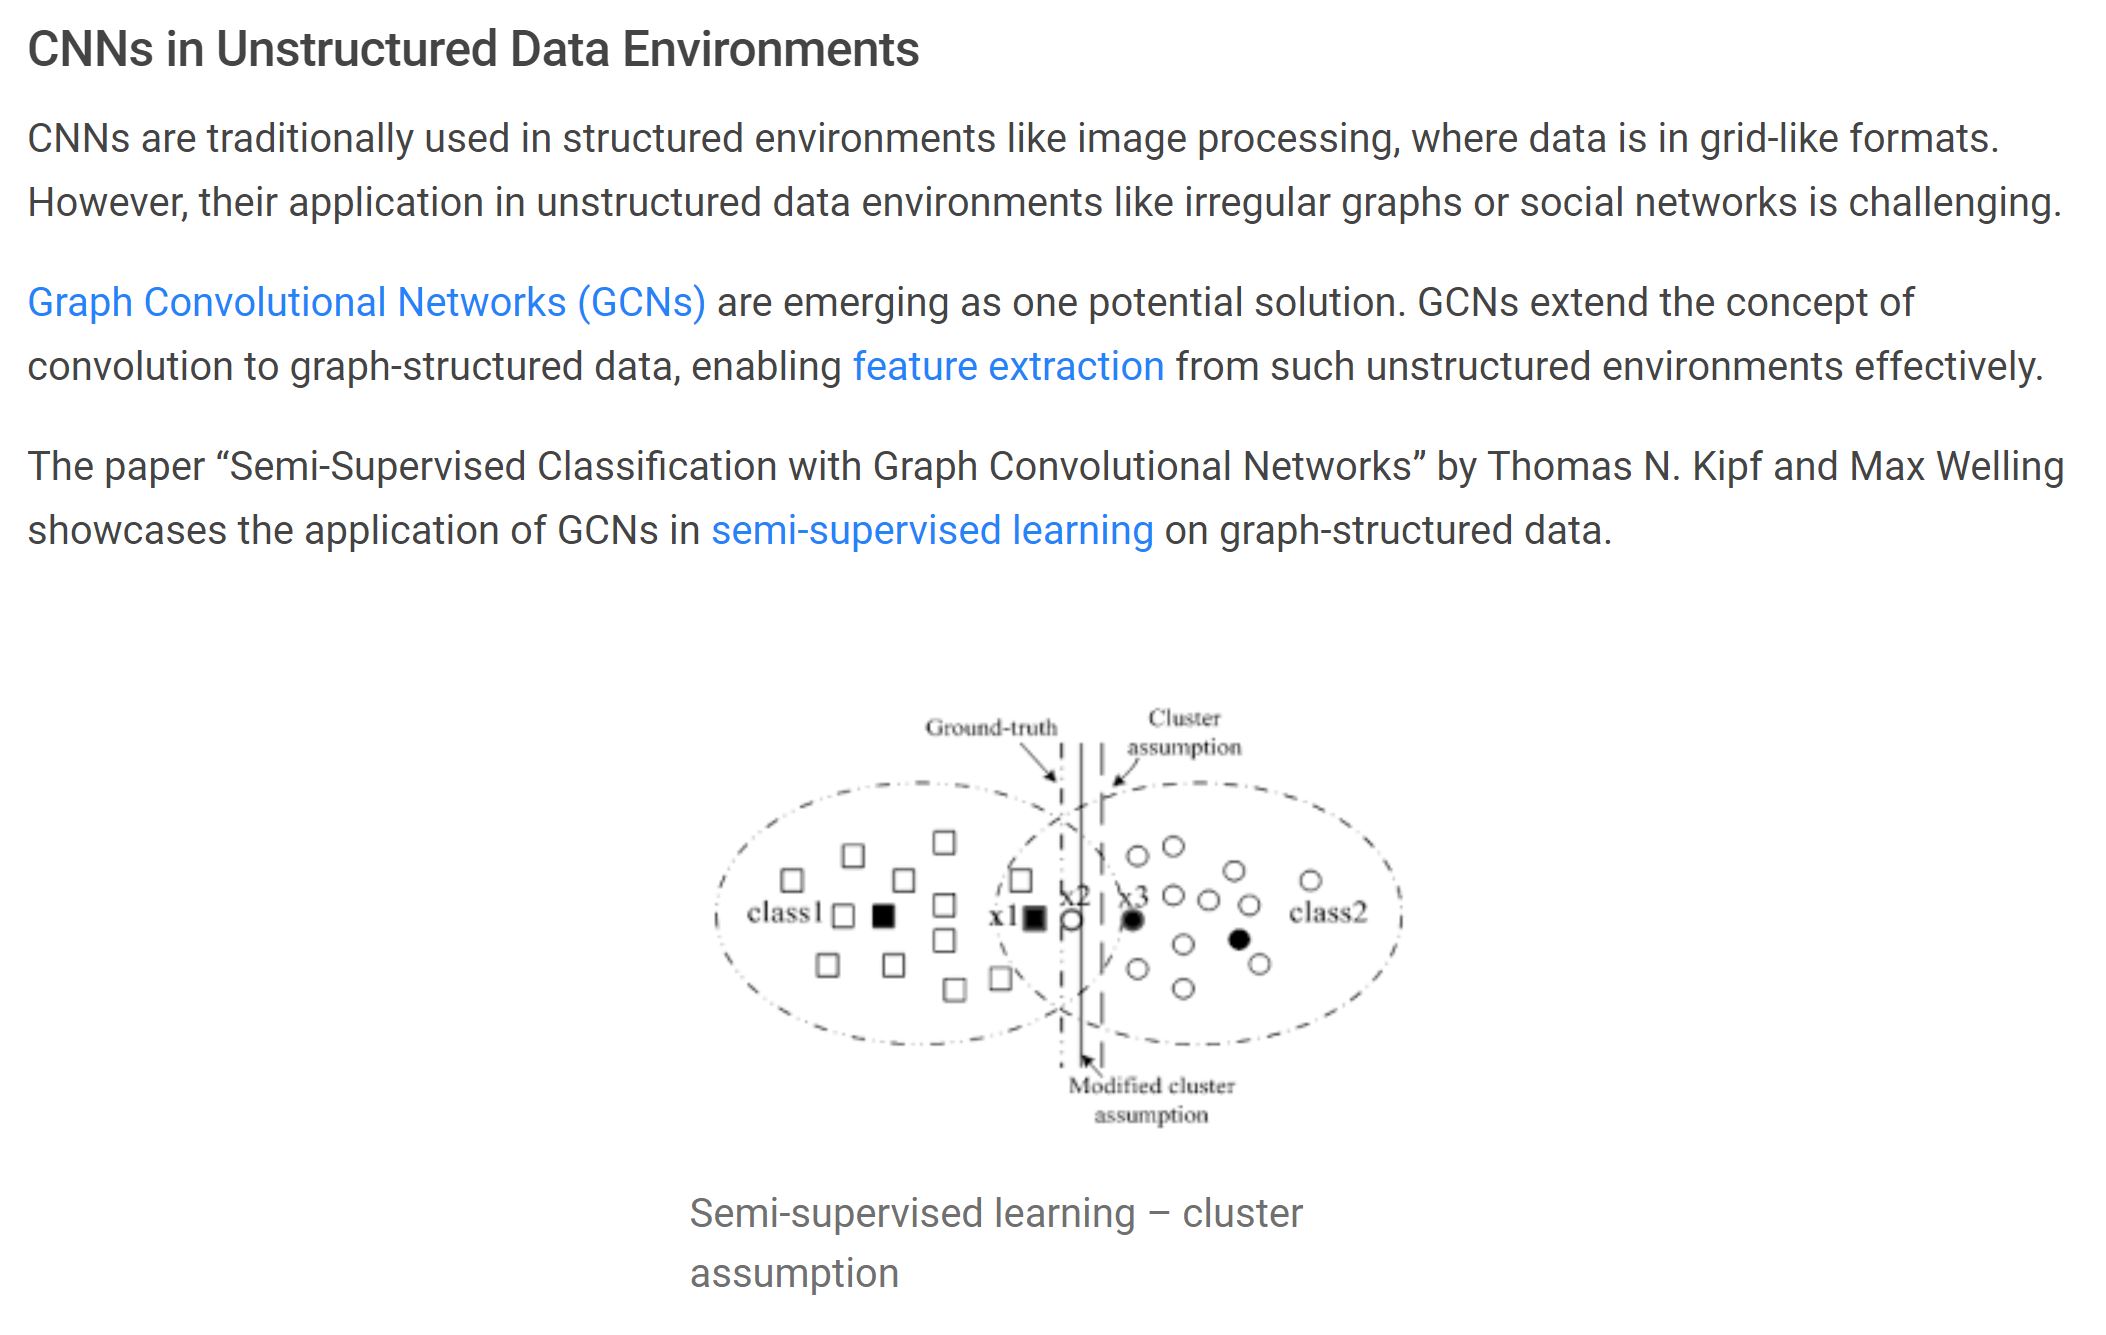 CNNs in Unstructured Data Environments
CNNs are traditionally used in structured environments like image processing, where data is in grid-like formats.
However, their application in unstructured data environments like irregular graphs or social networks is challenging.
Graph Convolutional Networks (GCNs) are emerging as one potential solution. GCNs extend the concept of
convolution to graph-structured data, enabling feature extraction from such unstructured environments effectively.
The paper “Semi-Supervised Classification with Graph Convolutional Networks” by Thomas N. Kipf and Max Welling
showcases the application of GCNs in semi-supervised learning on graph-structured data.
Ground-truth
Cluster
assumption
class1
x1
x2
x3
class2
Modified cluster
assumption
Semi-supervised learning – cluster
assumption